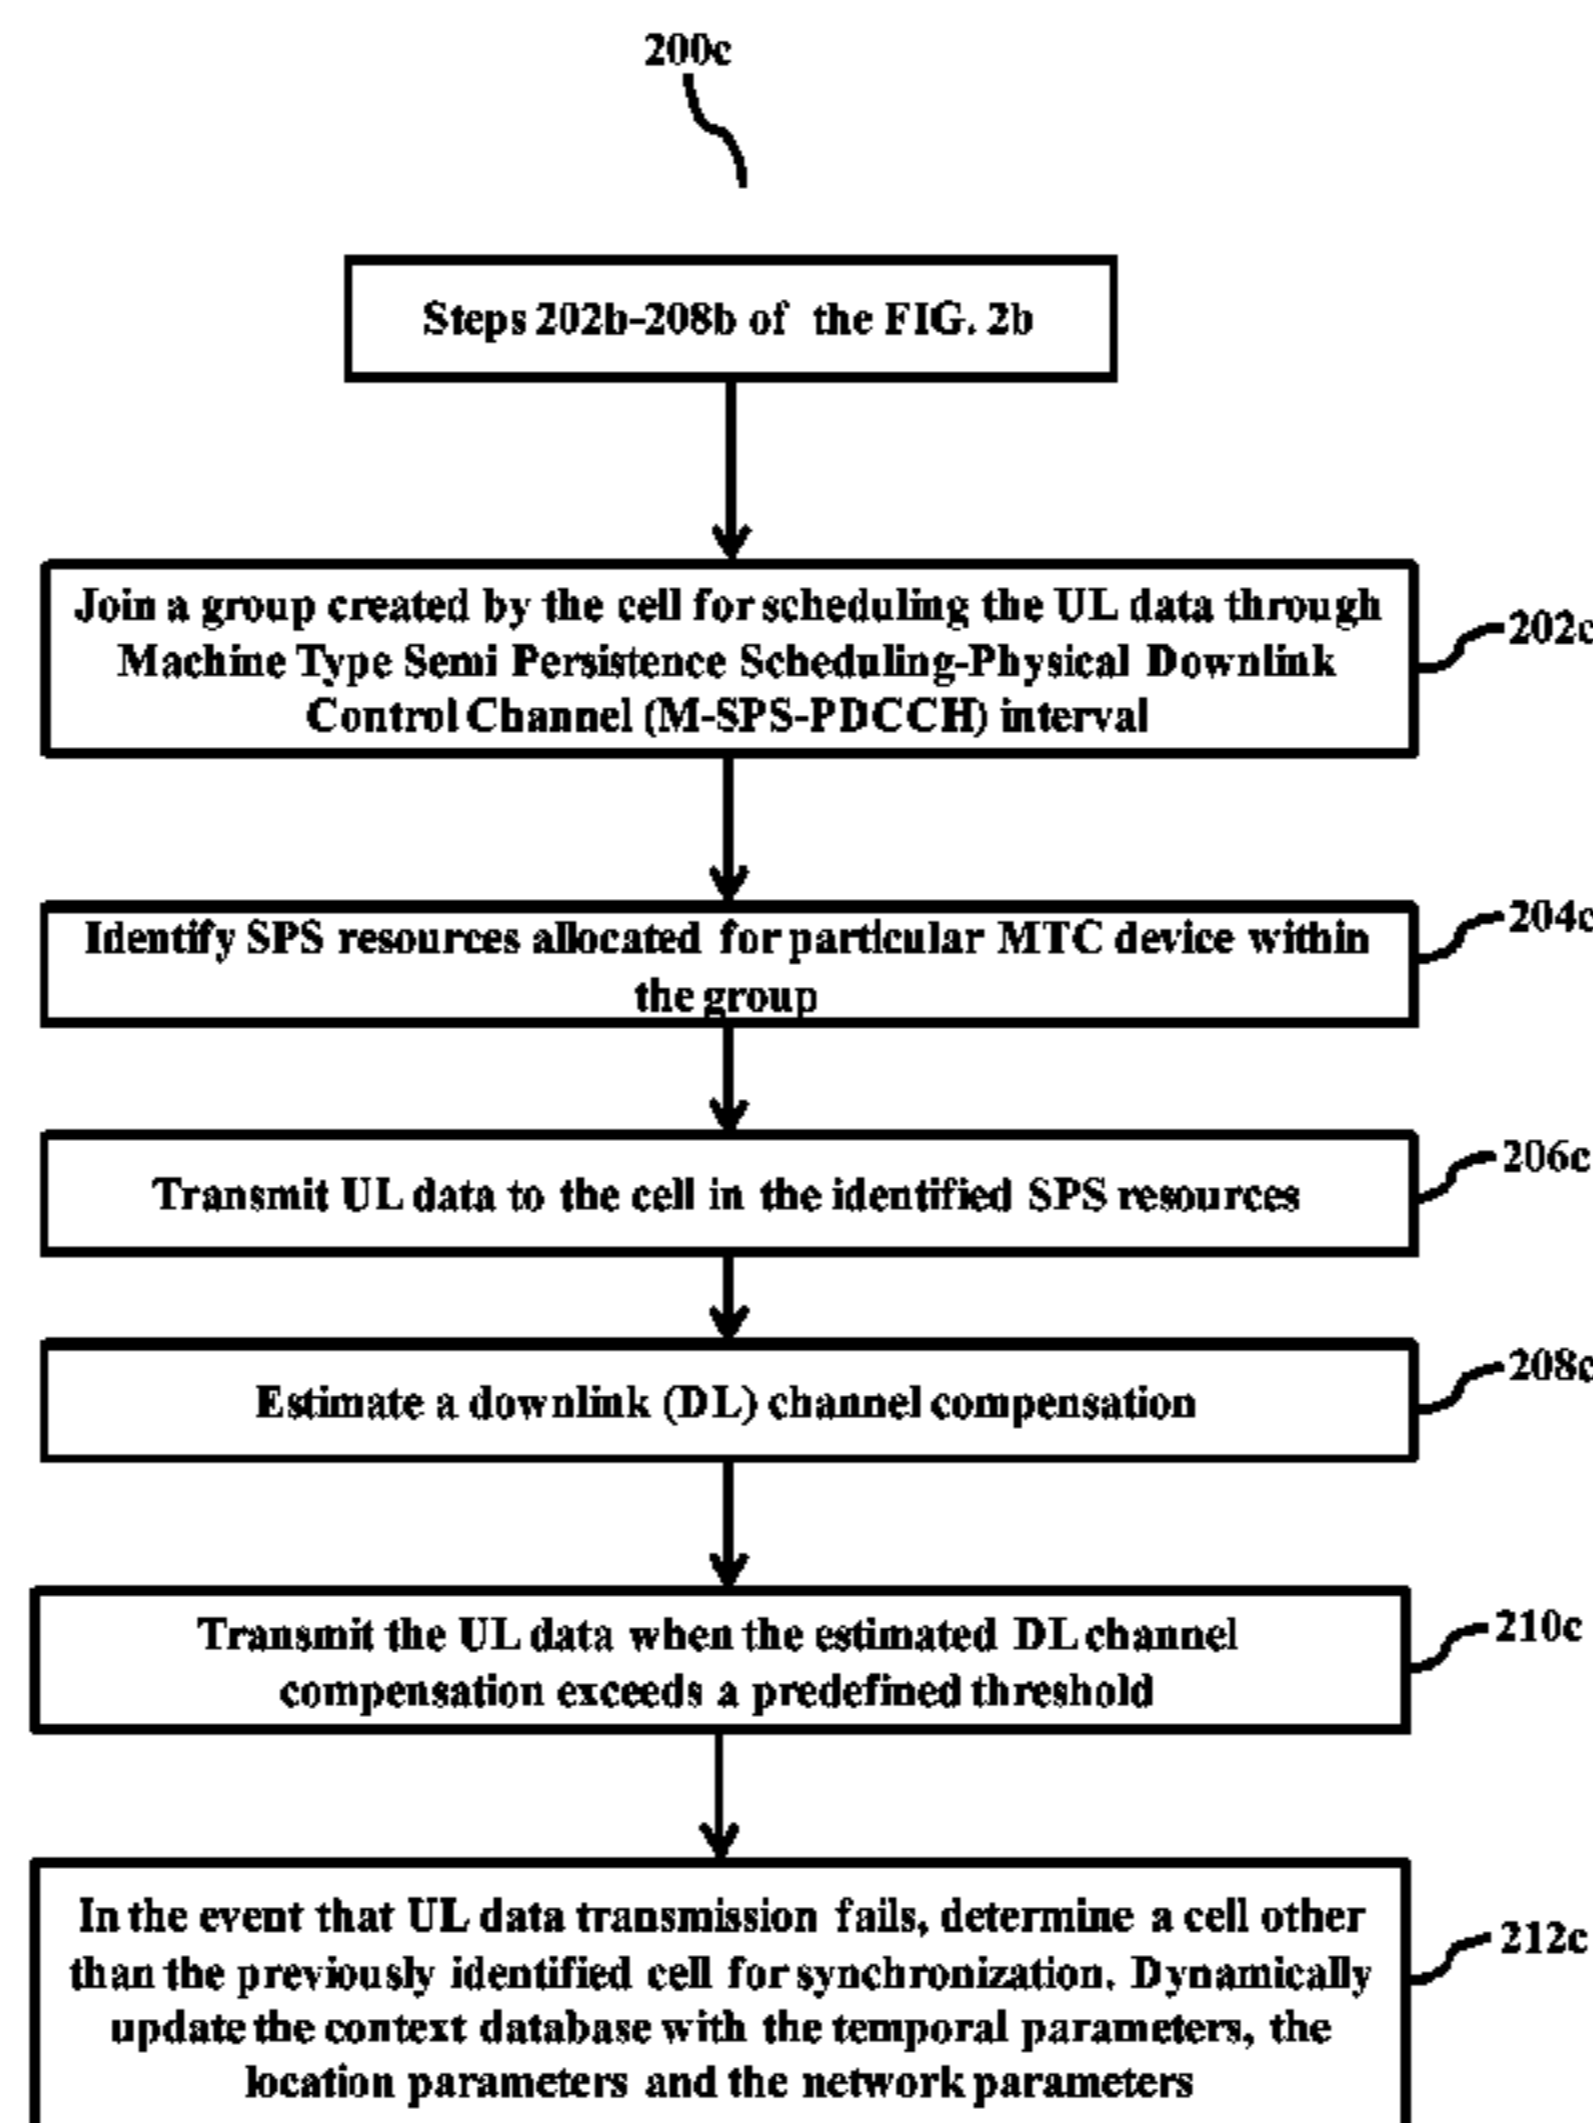 200c
Steps 202b-208b of the FIG. 2b
Join a group created by the cell for scheduling the UL data through
Machine Type Semi Persistence Scheduling-Physical Downlink
Control Channel (M-SPS-PDCCH) interval
202c
Identify SPS resources allocated for particular MTC device within
the group
204c
Transmit UL data to the cell in the identified SPS resources
206c
Estimate a downlink (DL) channel compensation
208c
Transmit the UL data when the estimated DL channel
compensation exceeds a predefined threshold
210c
In the event that UL data transmission fails, determine a cell other
than the previously identified cell for synchronization. Dynamically
update the context database with the temporal parameters, the
location parameters and the network parameters
212c